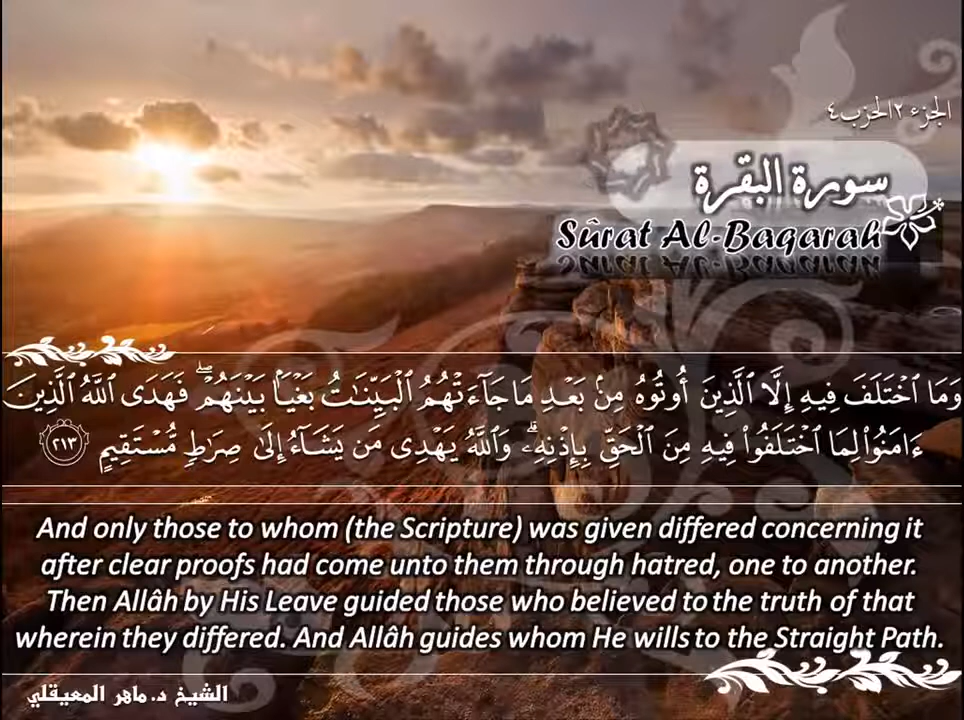 الجزء ٢ الحزب ٤
سورة البقرة
Sûrat Al-Baqarah
وَمَا ٱخْتَلَفَ فِيهِ إِلَّا ٱلَّذِينَ أُوتُوهُ مِنۢ بَعْدِ مَا جَآءَتْهُمُ ٱلْبَيِّنَٰتُ بَغْيَۢا بَيْنَهُمْ ۖ فَهَدَى ٱللَّهُ ٱلَّذِينَ
ءَامَنُوا۟ لِمَا ٱخْتَلَفُوا۟ فِيهِ مِنَ ٱلْحَقِّ بِإِذْنِهِۦ ۗ وَٱللَّهُ يَهْدِى مَن يَشَآءُ إِلَىٰ صِرَٰطٍ مُّسْتَقِيمٍ ٢١٣
And only those to whom (the Scripture) was given differed concerning it
after clear proofs had come unto them through hatred, one to another.
Then Allâh by His Leave guided those who believed to the truth of that
wherein they differed. And Allâh guides whom He wills to the Straight Path.
الشيخ د. ماهر المعيقلي